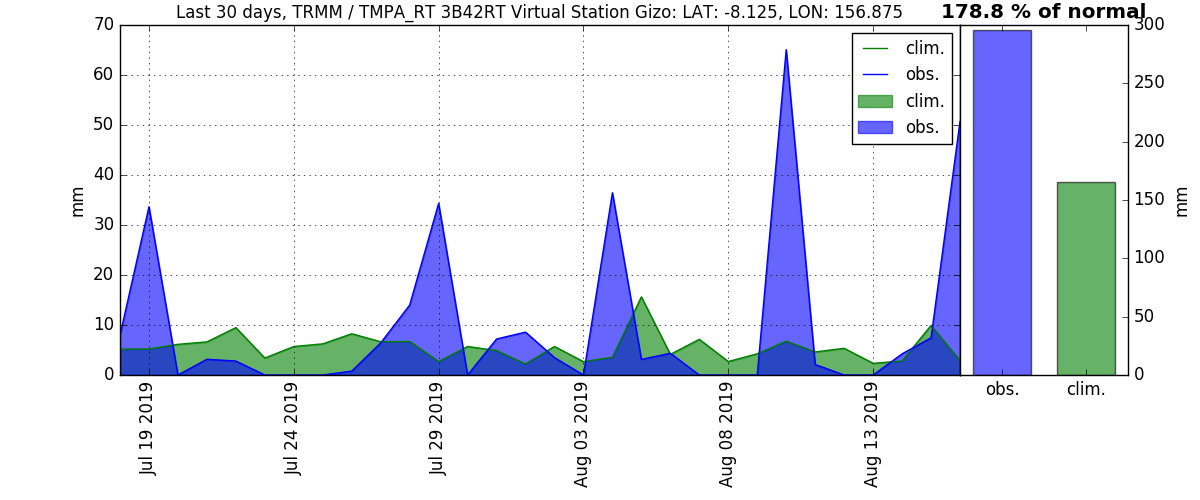 Last 30 days, TRMM / TMPA_RT 3B42RT Virtual Station Gizo: LAT: -8.125, LON: 156.875
178.8 % of normal
70
60
50
40
30
20
10
0
mm
clim.
obs.
clim.
obs.
300
250
200
150
100
50
0
mm
Jul 19 2019
Jul 24 2019
Jul 29 2019
Aug 03 2019
Aug 08 2019
Aug 13 2019
obs.
clim.